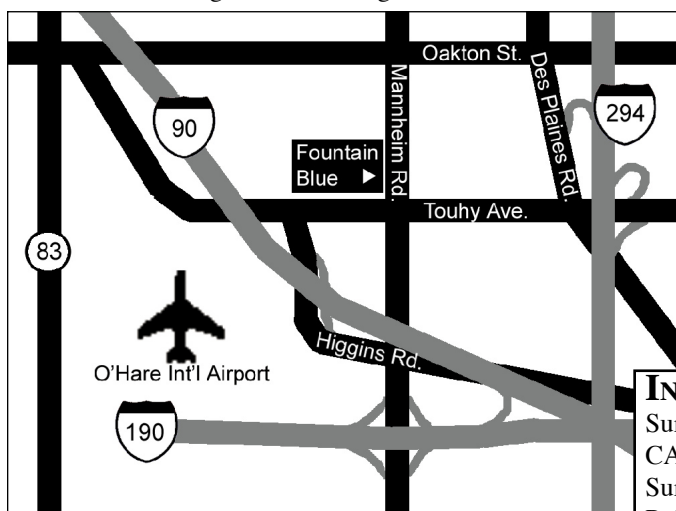 Oakton St.
Mannheim Rd.
Des Plaines Rd.
90
294
Fountain
Blue
Touhy Ave.
83
Higgins Rd.
O'Hare Int'l Airport
190